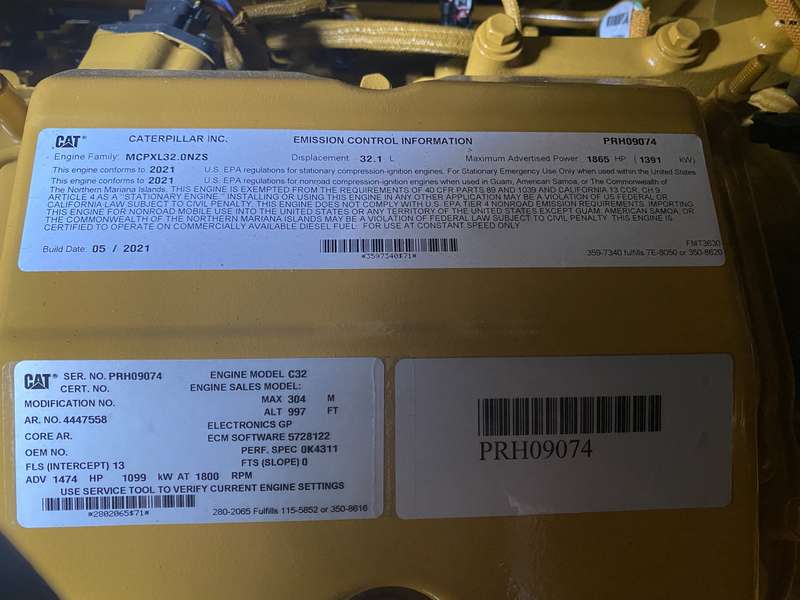 CAT® CATERPILLAR INC. EMISSION CONTROL INFORMATION PRH09074
Engine Family: MCPXL32.0NZS Displacement 32.1 L Maximum Advertised Power 1865 HP (1391 kW)
This engine conforms to 2021 U.S. EPA regulations for stationary compression-ignition engines. For Stationary Emergency Use Only when used within the United States
This engine conforms to 2021 U.S. EPA regulations for nonroad compression-ignition engines when used in Guam, American Samoa, or The Commonwealth of
The Northern Mariana Islands. THIS ENGINE IS EXEMPTED FROM THE REQUIREMENTS OF 40 CFR PARTS 89 AND 1039 AND CALIFORNIA 13 CCR, CH.9,
ARTICLE 4 AS A "STATIONARY ENGINE." INSTALLING OR USING THIS ENGINE IN ANY OTHER APPLICATION MAY BE A VIOLATION OF US FEDERAL OR
CALIFORNIA LAW SUBJECT TO CIVIL PENALTY. THIS ENGINE DOES NOT COMPLY WITH U.S. EPA TIER 4 NONROAD EMISSION REQUIREMENTS. IMPORTING
THIS ENGINE FOR NONROAD MOBILE USE INTO THE UNITED STATES OR ANY TERRITORY OF THE UNITED STATES EXCEPT GUAM, AMERICAN SAMOA, OR
THE COMMONWEALTH OF THE NORTHERN MARIANA ISLANDS MAY BE A VIOLATION OF FEDERAL LAW SUBJECT TO CIVIL PENALTY. THIS ENGINE IS
CERTIFIED TO OPERATE ON COMMERCIALLY AVAILABLE DIESEL FUEL. FOR USE AT CONSTANT SPEED ONLY
Build Date: 05 / 2021
*3597340$71*
FMT3630
359-7340 fulfills 7E-8050 or 350-8620
CAT® SER. NO. PRH09074 ENGINE MODEL C32
CERT. NO. ENGINE SALES MODEL:
MODIFICATION NO. MAX 304 M
ALT 997 FT
AR. NO. 4447558 ELECTRONICS GP
CORE AR. ECM SOFTWARE 5728122
OEM NO. PERF. SPEC 0K4311
FLS (INTERCEPT) 13 FTS (SLOPE) 0
ADV 1474 HP 1099 kW AT 1800 RPM
USE SERVICE TOOL TO VERIFY CURRENT ENGINE SETTINGS
*2802065$71*
280-2065 Fulfills 115-5852 or 350-8616
PRH09074